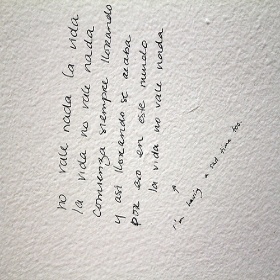 no vale nada la vida
la vida no vale nada
comienza siempre llorando
y así llorando se acaba
por eso en este mundo
la vida no vale nada
I'm having a bad time too.